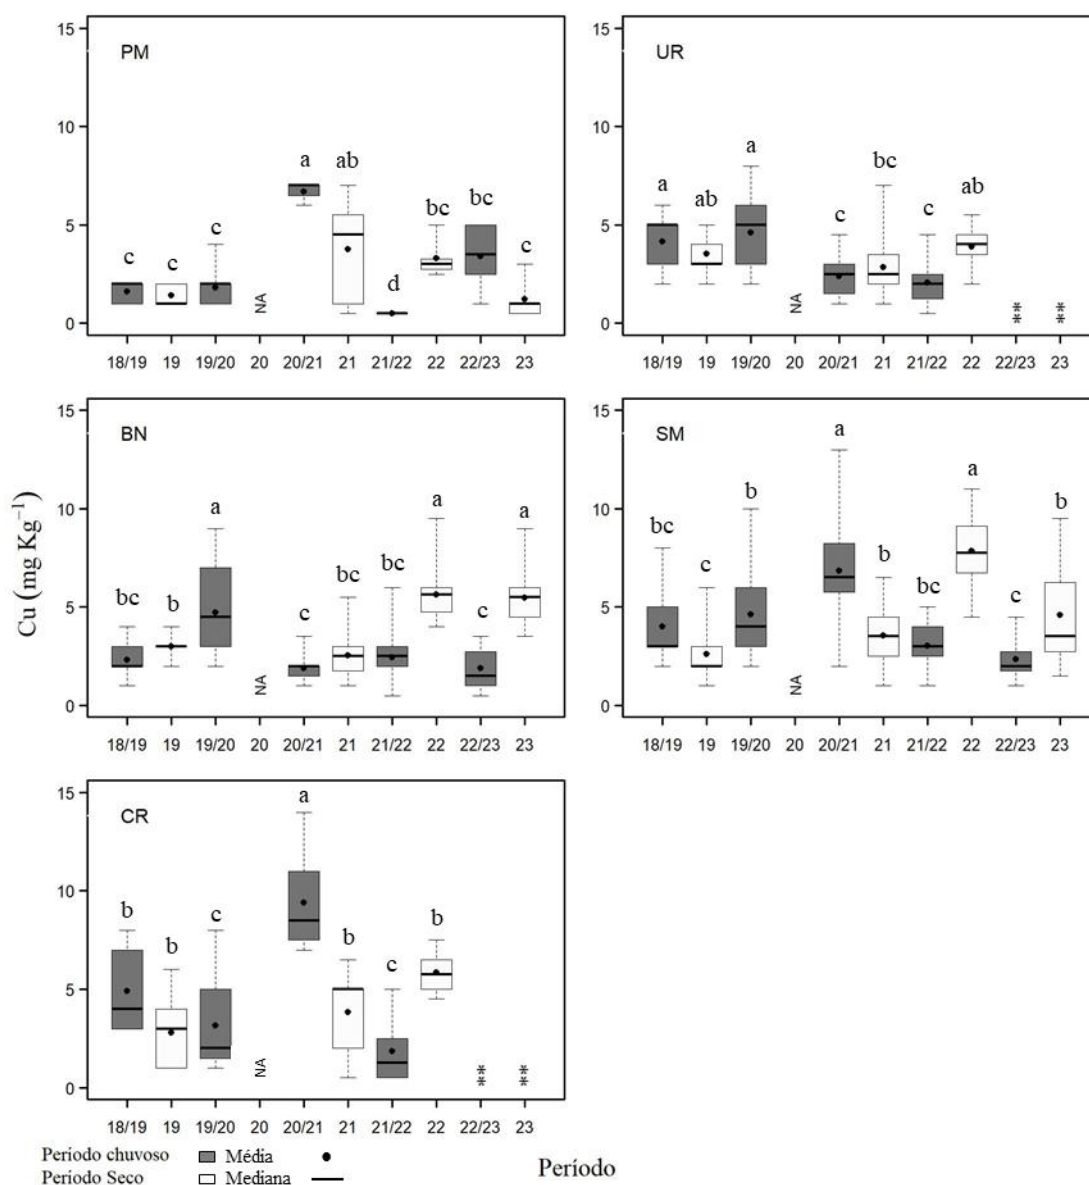 PM
15
10
5
0
c
c
c
NA
a
ab
d
bc
bc
c
18/19 19 19/20 20 20/21 21 21/22 22 22/23 23
UR
15
10
5
0
a
ab
a
NA
c
bc
c
ab
**
**
18/19 19 19/20 20 20/21 21 21/22 22 22/23 23
Cu (mg Kg⁻¹)
BN
15
10
5
0
bc
b
a
NA
c
bc
bc
a
c
a
18/19 19 19/20 20 20/21 21 21/22 22 22/23 23
SM
15
10
5
0
bc
c
b
NA
a
b
bc
a
c
b
18/19 19 19/20 20 20/21 21 21/22 22 22/23 23
CR
15
10
5
0
b
b
c
NA
a
b
c
b
**
**
18/19 19 19/20 20 20/21 21 21/22 22 22/23 23
Periodo chuvoso Média
Periodo Seco Mediana
Período